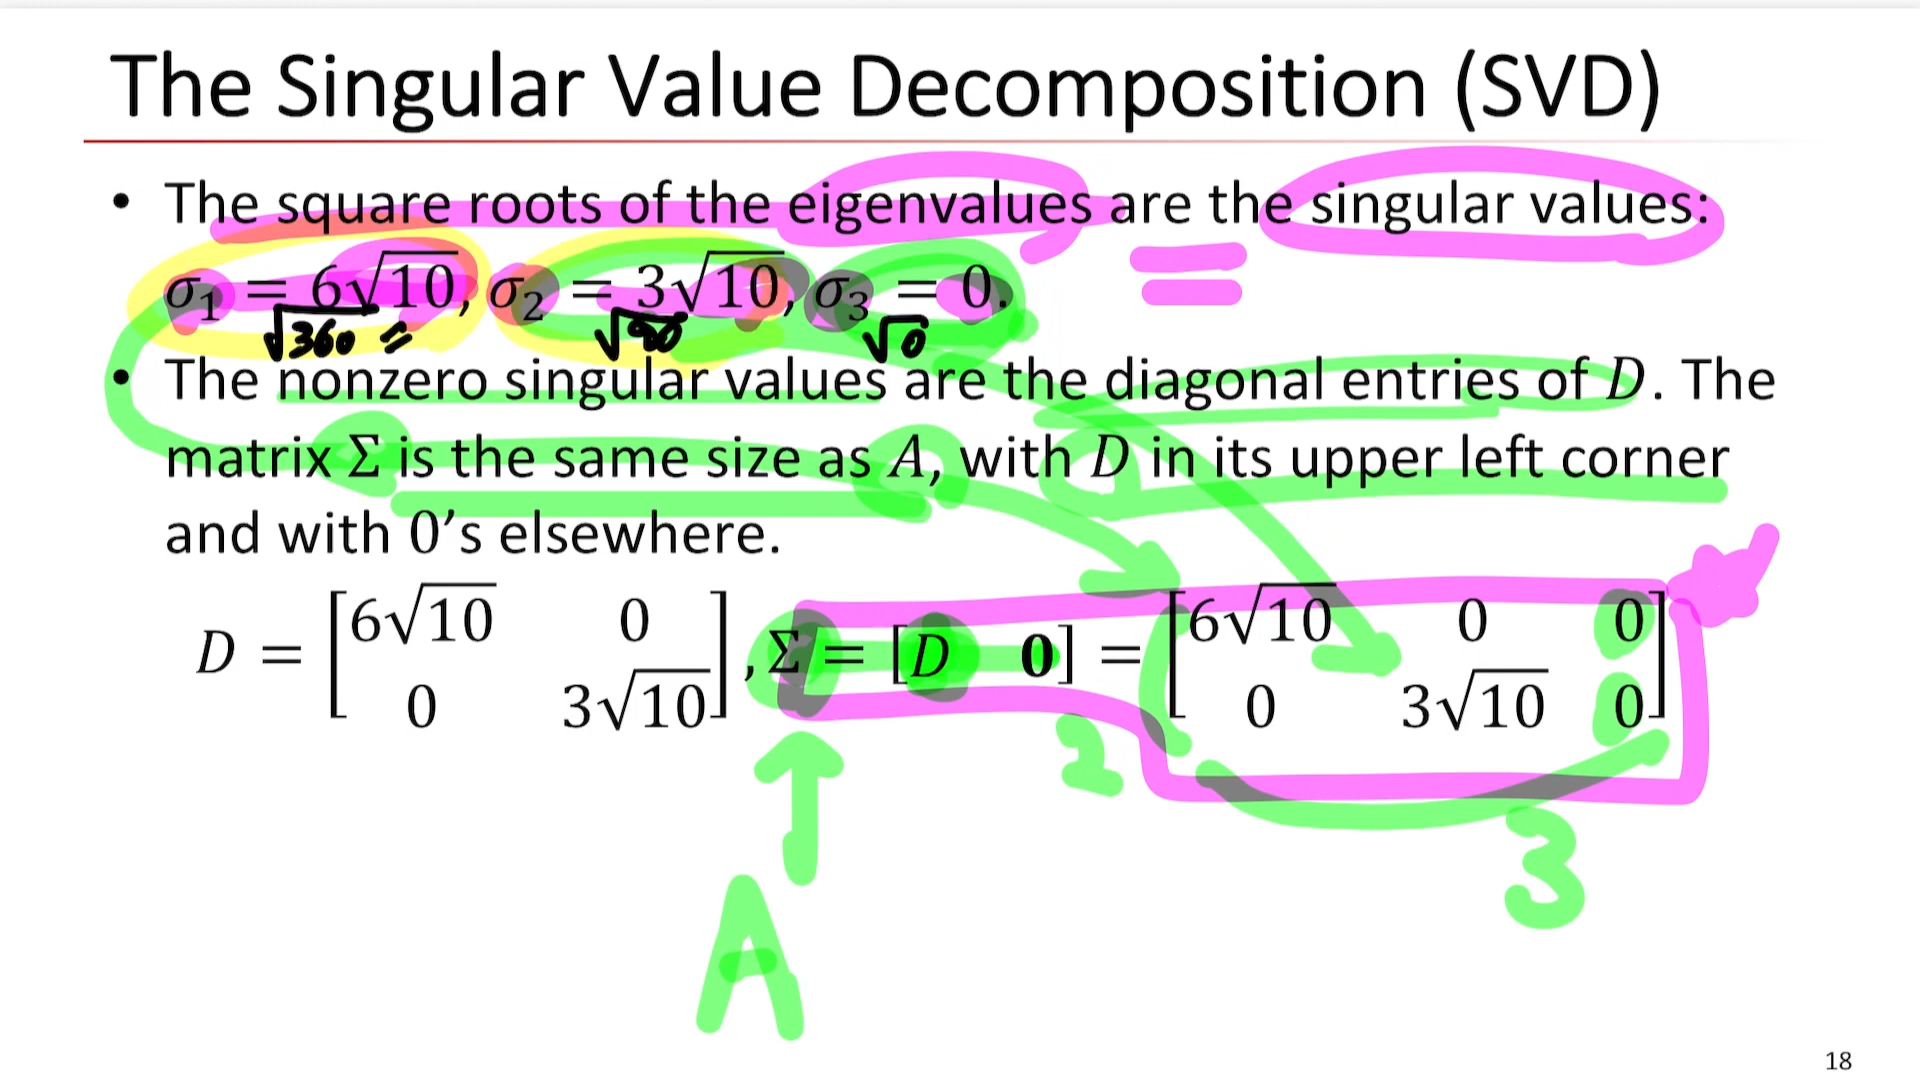 The Singular Value Decomposition (SVD)
• The square roots of the eigenvalues are the singular values:
σ₁ = 6√10, σ₂ = 3√10, σ₃ = 0.
√360 = √90 √0
• The nonzero singular values are the diagonal entries of D. The
matrix Σ is the same size as A, with D in its upper left corner
and with 0’s elsewhere.
D = [6√10 0; 0 3√10], Σ = [D 0] = [6√10 0 0; 0 3√10 0]
2
3
A
18